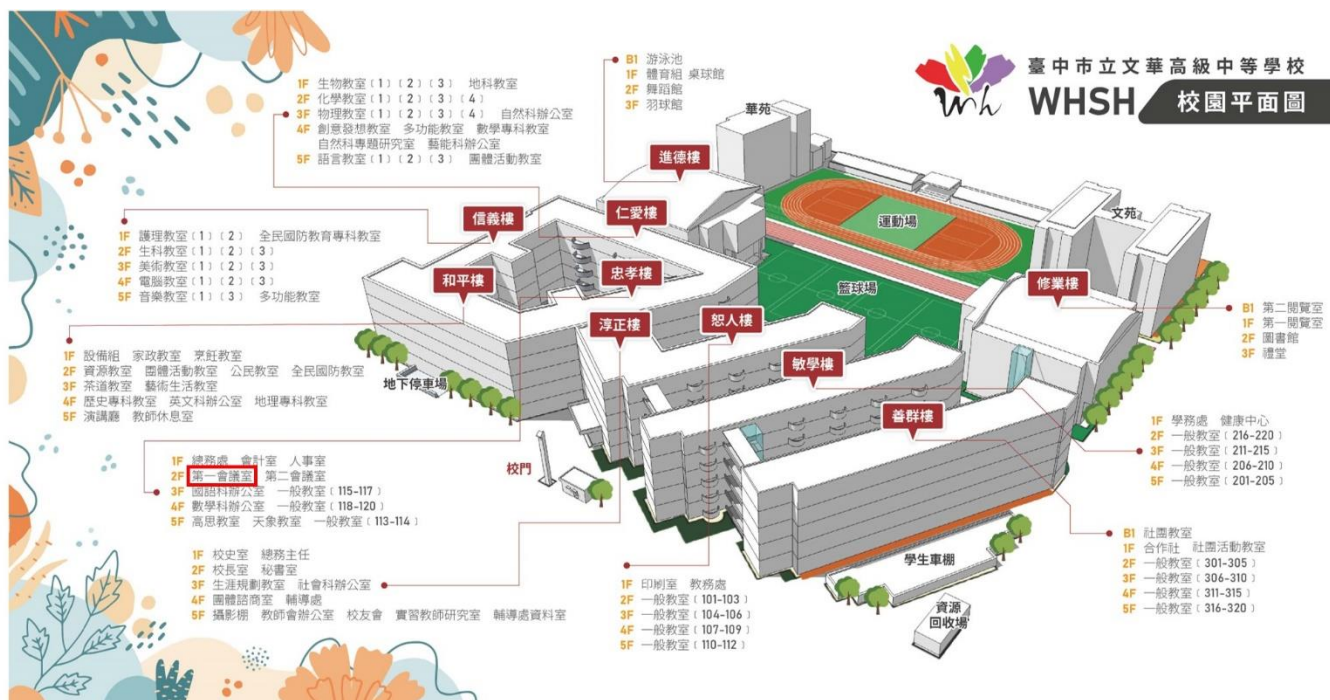 臺中市立文華高級中等學校
WHSH 校園平面圖
1F 生物教室﹝1﹞﹝2﹞﹝3﹞ 地科教室
2F 化學教室﹝1﹞﹝2﹞﹝3﹞﹝4﹞
3F 物理教室﹝1﹞﹝2﹞﹝3﹞﹝4﹞ 自然科辦公室
4F 創意發想教室 多功能教室 數學專科教室
自然科專題研究室 藝能科辦公室
5F 語言教室﹝1﹞﹝2﹞﹝3﹞ 團體活動教室
B1 游泳池
1F 體育組 桌球館
2F 舞蹈館
3F 羽球館
華苑
進德樓
仁愛樓
信義樓
和平樓
忠孝樓
淳正樓
恕人樓
敏學樓
善群樓
修業樓
運動場
籃球場
文苑
地下停車場
校門
學生車棚
資源
回收場
1F 護理教室﹝1﹞﹝2﹞ 全民國防教育專科教室
2F 生科教室﹝1﹞﹝2﹞﹝3﹞
3F 美術教室﹝1﹞﹝2﹞﹝3﹞
4F 電腦教室﹝1﹞﹝2﹞﹝3﹞
5F 音樂教室﹝1﹞﹝3﹞ 多功能教室
1F 設備組 家政教室 烹飪教室
2F 資源教室 團體活動教室 公民教室 全民國防教室
3F 茶道教室 藝術生活教室
4F 歷史專科教室 英文科辦公室 地理專科教室
5F 演講廳 教師休息室
1F 總務處 會計室 人事室
2F 第一會議室 第二會議室
3F 國語科辦公室 一般教室﹝115-117﹞
4F 數學科辦公室 一般教室﹝118-120﹞
5F 高思教室 天象教室 一般教室﹝113-114﹞
1F 校史室 總務主任
2F 校長室 秘書室
3F 生涯規劃教室 社會科辦公室
4F 團體諮商室 輔導處
5F 攝影棚 教師會辦公室 校友會 實習教師研究室 輔導處資料室
1F 印刷室 教務處
2F 一般教室﹝101-103﹞
3F 一般教室﹝104-106﹞
4F 一般教室﹝107-109﹞
5F 一般教室﹝110-112﹞
B1 第二閱覽室
1F 第一閱覽室
2F 圖書館
3F 禮堂
1F 學務處 健康中心
2F 一般教室﹝216-220﹞
3F 一般教室﹝211-215﹞
4F 一般教室﹝206-210﹞
5F 一般教室﹝201-205﹞
B1 社團教室
1F 合作社 社團活動教室
2F 一般教室﹝301-305﹞
3F 一般教室﹝306-310﹞
4F 一般教室﹝311-315﹞
5F 一般教室﹝316-320﹞